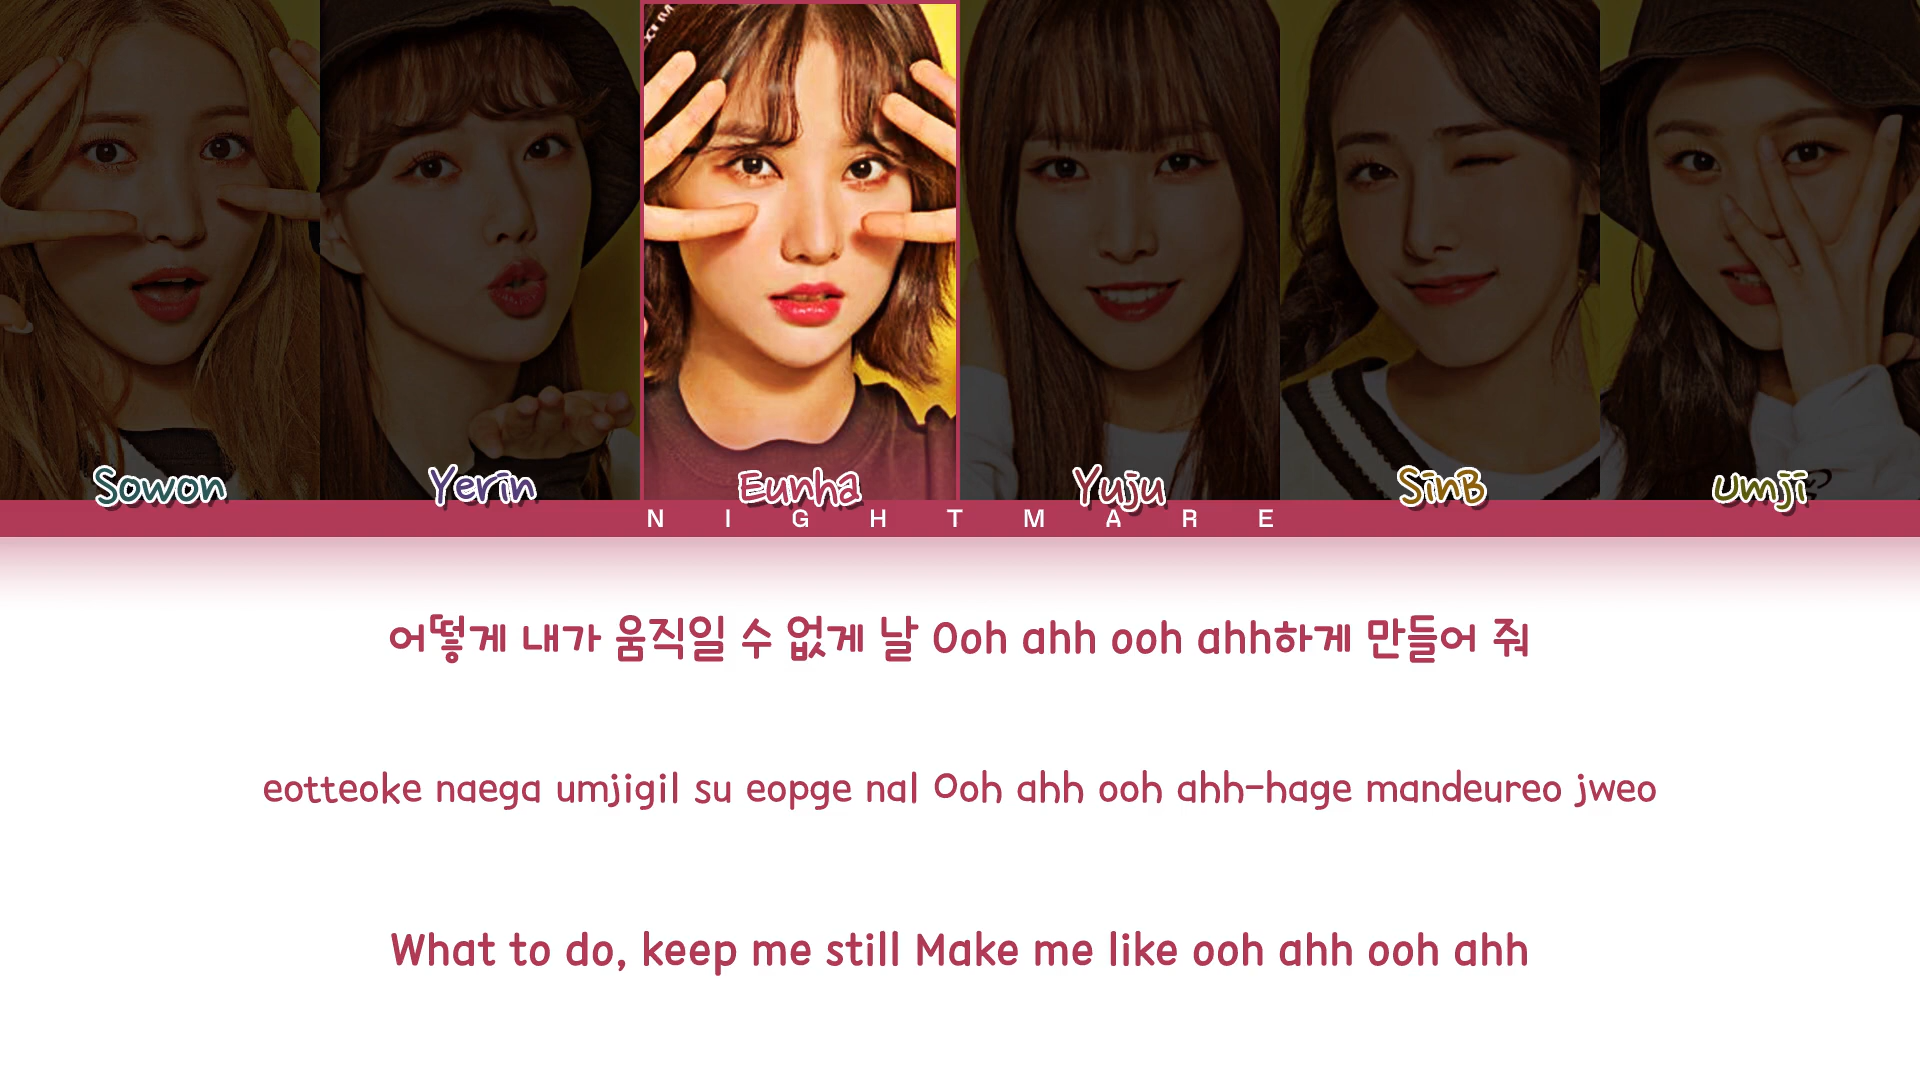 Sowon
Yerin
Eunha
Yuju
SinB
Umji
NIGHTMARE
어떻게 내가 움직일 수 없게 날 Ooh ahh ooh ahh하게 만들어 줘
eotteoke naega umjigil su eopge nal Ooh ahh ooh ahh-hage mandeureo jweo
What to do, keep me still Make me like ooh ahh ooh ahh